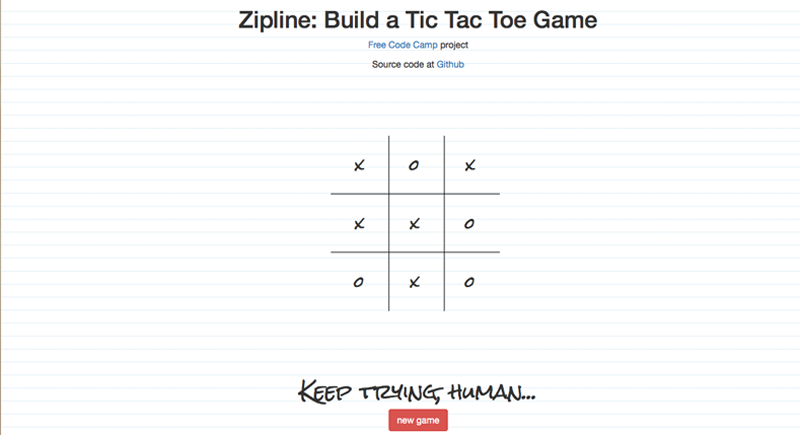 Zipline: Build a Tic Tac Toe Game
Free Code Camp project
Source code at Github
x o x
x x o
o x o
Keep trying, human...
new game